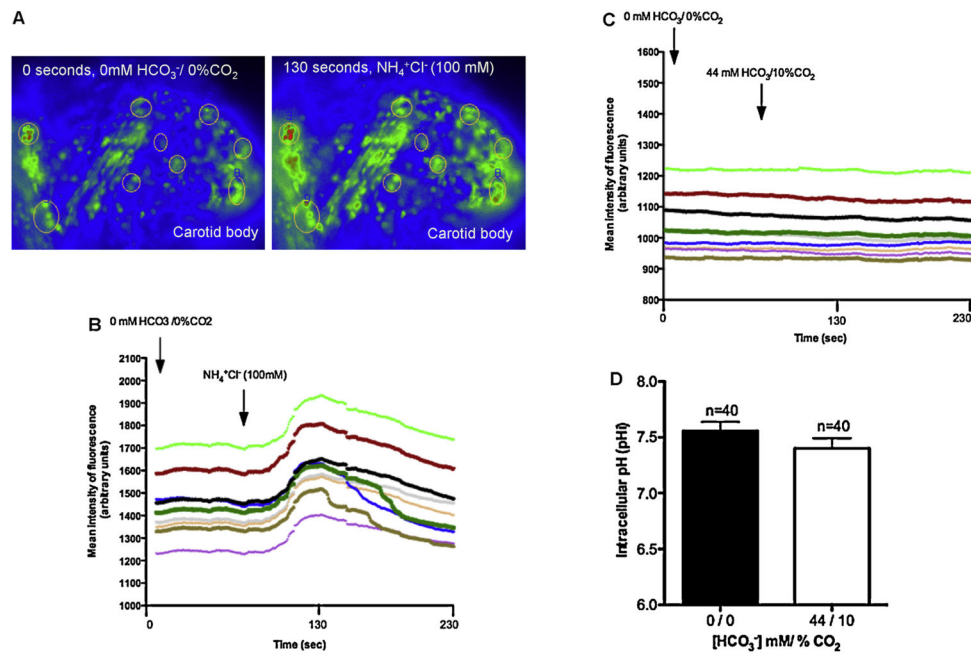 A
0 seconds, 0mM HCO₃⁻/ 0%CO₂
130 seconds, NH₄⁺Cl⁻ (100 mM)
Carotid body
Carotid body
B
0 mM HCO3 /0%CO2
NH₄⁺Cl⁻ (100mM)
Mean intensity of fluorescence
(arbitrary units)
2100
2000
1900
1800
1700
1600
1500
1400
1300
1200
1100
1000
0
130
230
Time (sec)
C
0 mM HCO₃/ 0%CO₂
44 mM HCO₃/10%CO₂
Mean intensity of fluorescence
(arbitrary units)
1600
1500
1400
1300
1200
1100
1000
900
800
0
130
230
Time (sec)
D
Intracellular pH (pHi)
8.0
7.5
7.0
6.5
6.0
n=40
n=40
0 / 0
44 / 10
[HCO₃⁻] mM/ % CO₂